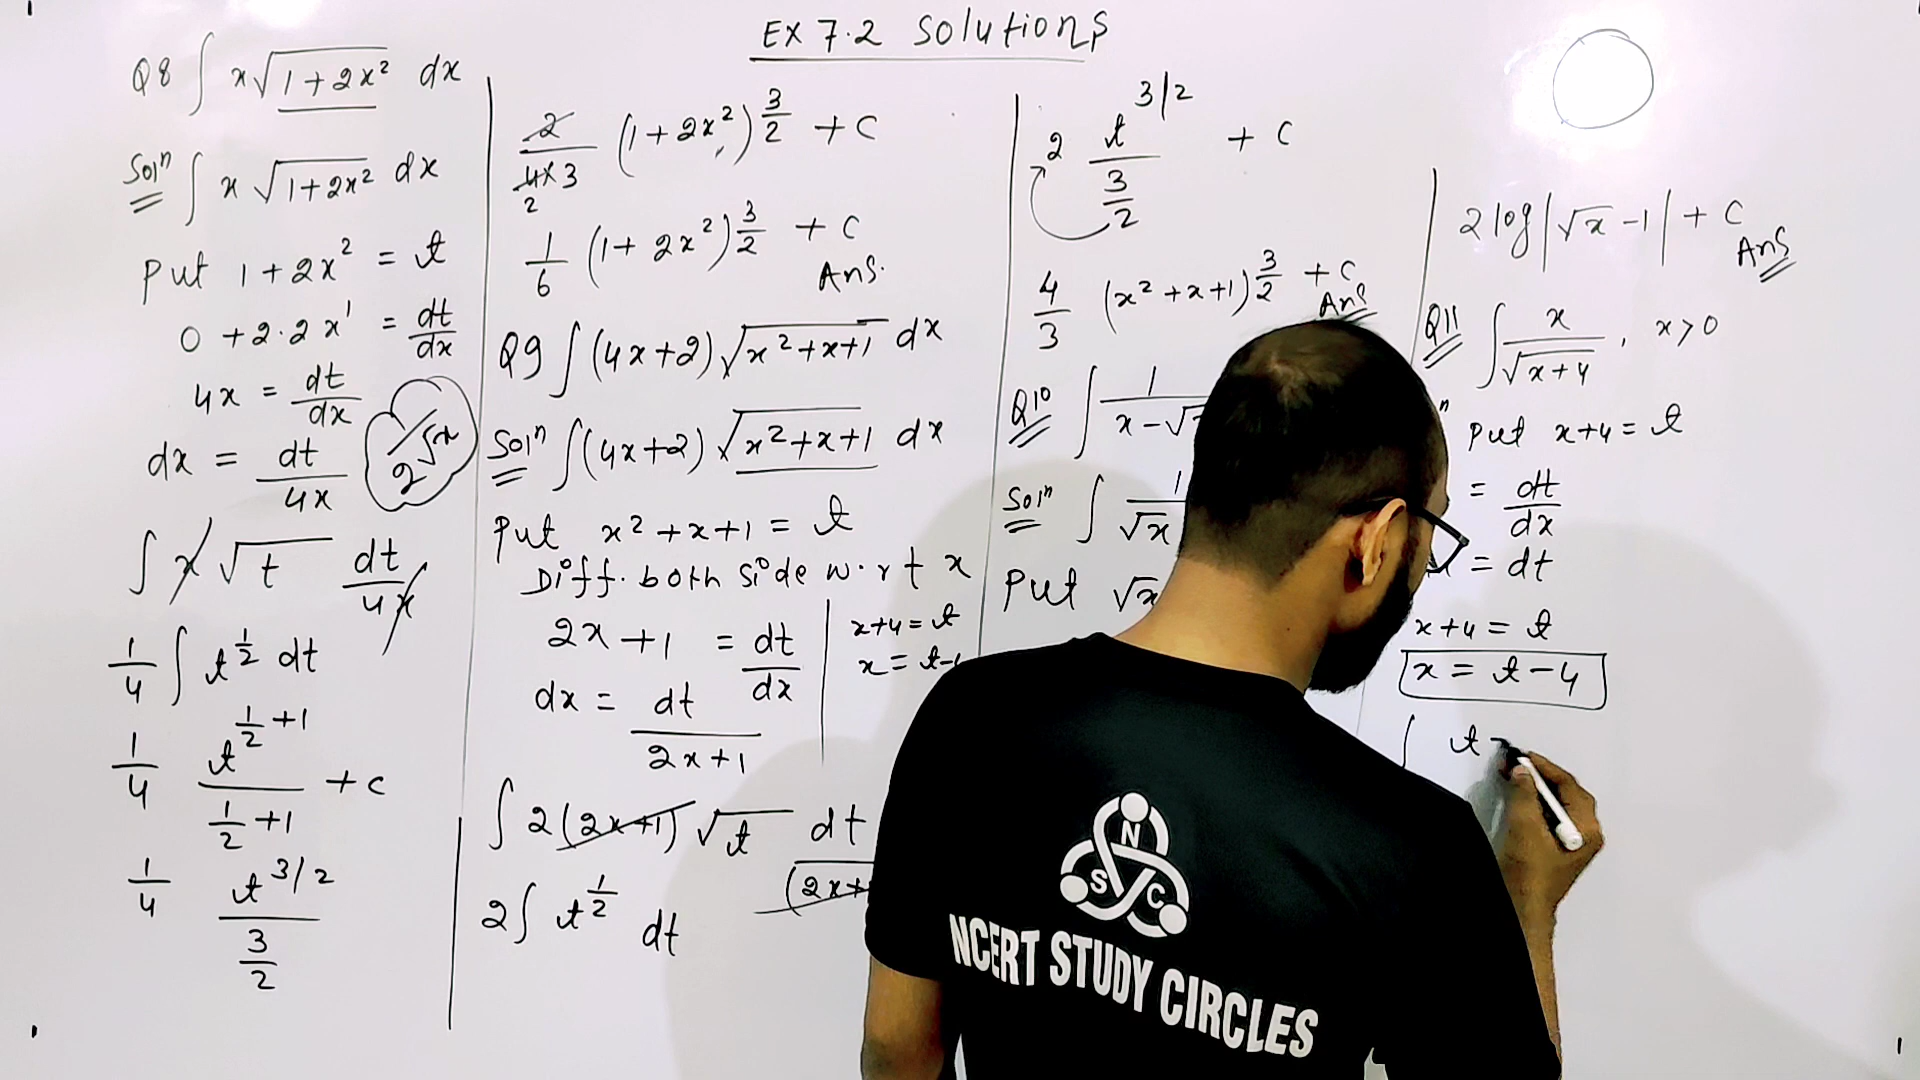 EX 7.2 Solutions
Q8 ∫ x√(1+2x²) dx
Solⁿ ∫ x √(1+2x²) dx
Put 1+2x² = t
0 + 2·2x¹ = dt/dx
4x = dt/dx
dx = dt/4x
∫ x √t dt/4x
1/4 ∫ t^(1/2) dt
1/4 t^(1/2+1)/(1/2+1) + c
1/4 t^(3/2)/(3/2)
2/(4×3) (1+2x²)^(3/2) + C
2
1/6 (1+2x²)^(3/2) + C
Ans.
Q9 ∫(4x+2)√(x²+x+1) dx
Solⁿ ∫(4x+2)√(x²+x+1) dx
Put x²+x+1 = t
Diff. both side w.r.t x
2x+1 = dt/dx
dx = dt/(2x+1)
x+4 = t
∫ 2(2x+1) √t dt
2∫ t^(1/2) dt
2 t^(3/2)/(3/2) + C
4/3 (x²+x+1)^(3/2) + C
Ans
Q10 ∫ 1/
Solⁿ ∫ 1/√x
Put √x
2 log|√x - 1| + C
Ans
Q11 ∫ x/√(x+4), x>0
Put x+4 = t
= dt/dx
= dt
x+4 = t
x = t-4
∫ t-
N
S C
NCERT STUDY CIRCLES